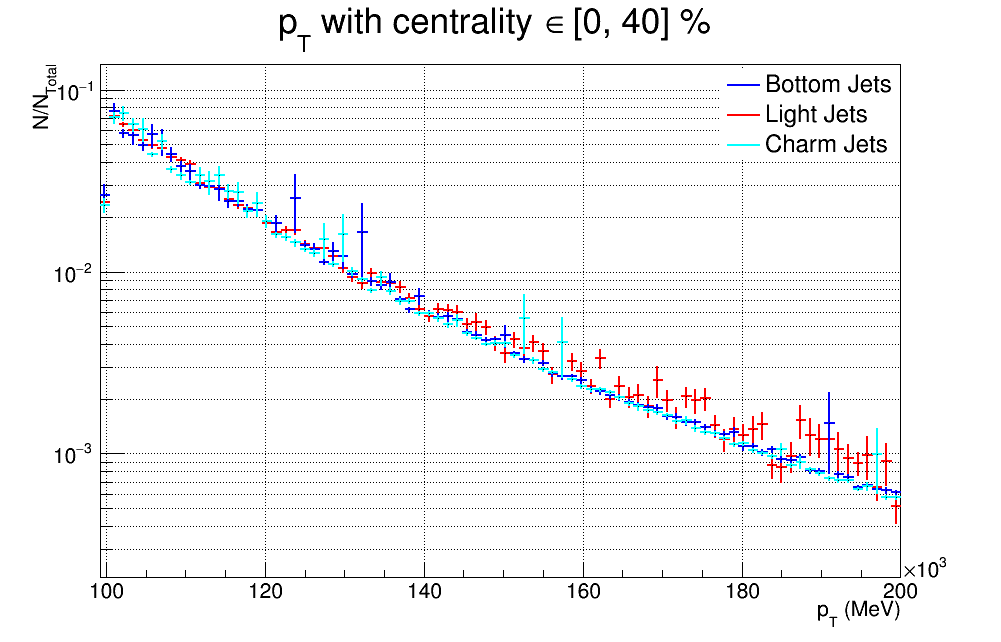 p_T with centrality ∈ [0, 40] %
N/N_Total
Bottom Jets
Light Jets
Charm Jets
10^−1
10^−2
10^−3
100 120 140 160 180 200
×10^3
p_T (MeV)